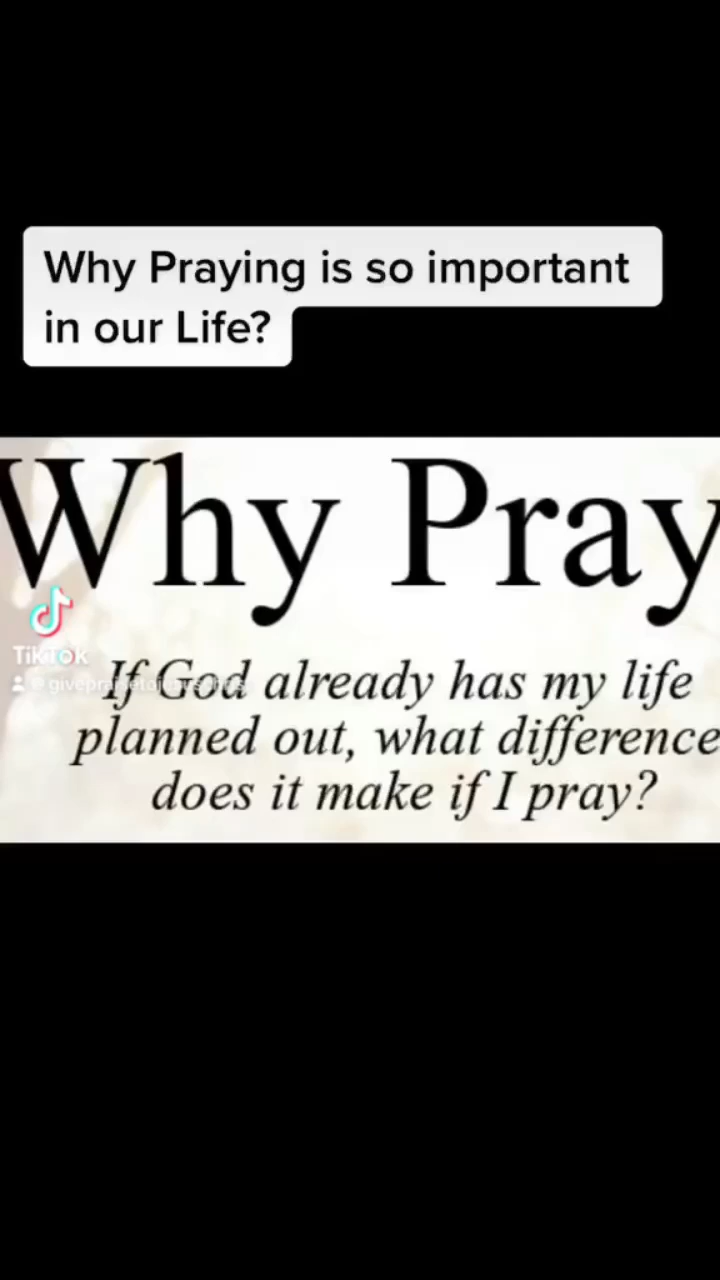 Why Praying is so important
in our Life?
Why Pray
TikTok
If God already has my life
planned out, what difference
does it make if I pray?